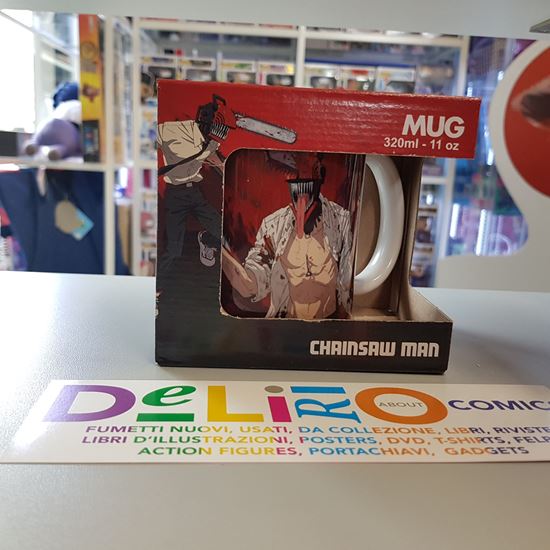 MUG
320ml - 11 oz
CHAINSAW MAN
DeLiRiO ABOUT COMICS
FUMETTI NUOVI, USATI, DA COLLEZIONE, LIBRI, RIVISTE
LIBRI D'ILLUSTRAZIONI, POSTERS, DVD, T-SHIRTS, FELP
ACTION FIGURES, PORTACHIAVI, GADGETS